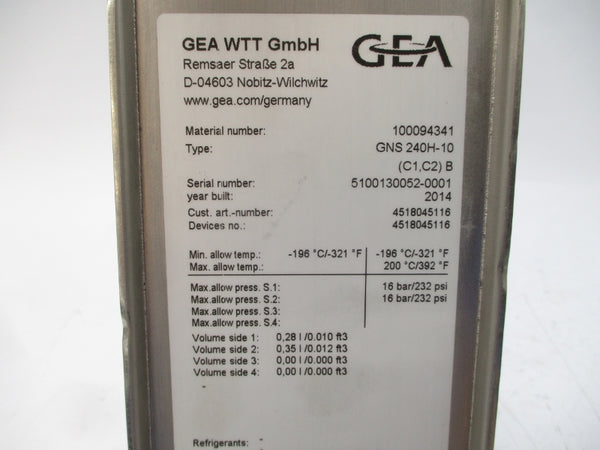 GEA WTT GmbH
GEA
Remsaer Straße 2a
D-04603 Nobitz-Wilchwitz
www.gea.com/germany
Material number: 100094341
Type: GNS 240H-10
(C1,C2) B
Serial number: 5100130052-0001
year built: 2014
Cust. art.-number: 4518045116
Devices no.: 4518045116
Min. allow temp.: -196 °C/-321 °F -196 °C/-321 °F
Max. allow temp.: 200 °C/392 °F
Max.allow press. S.1: 16 bar/232 psi
Max.allow press. S.2: 16 bar/232 psi
Max.allow press. S.3:
Max.allow press. S.4:
Volume side 1: 0,28 l/0.010 ft3
Volume side 2: 0,35 l/0.012 ft3
Volume side 3: 0,00 l/0.000 ft3
Volume side 4: 0,00 l/0.000 ft3
-
Refrigerants: -